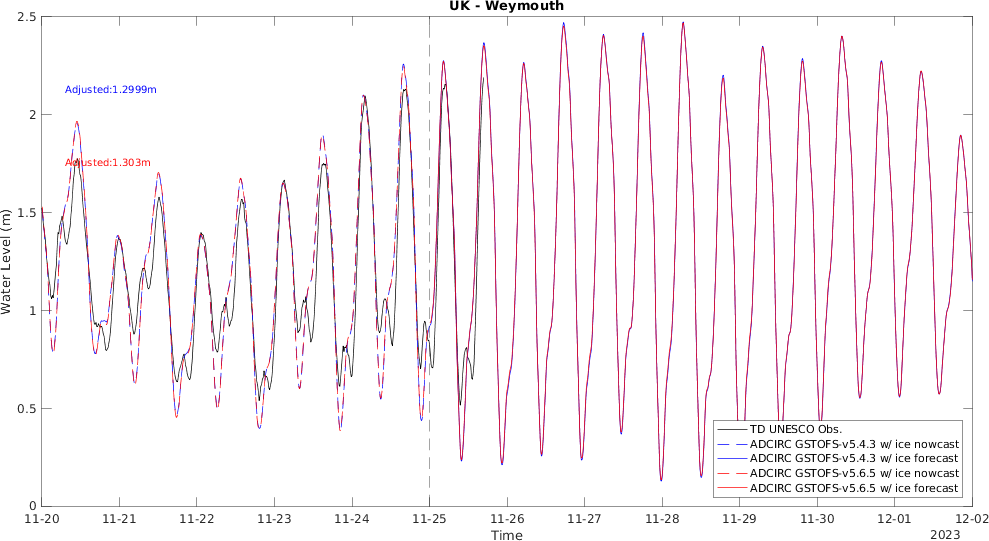 UK - Weymouth
2.5
2
1.5
1
0.5
0
Water Level (m)
Adjusted:1.2999m
Adjusted:1.303m
TD UNESCO Obs.
ADCIRC GSTOFS-v5.4.3 w/ ice nowcast
ADCIRC GSTOFS-v5.4.3 w/ ice forecast
ADCIRC GSTOFS-v5.6.5 w/ ice nowcast
ADCIRC GSTOFS-v5.6.5 w/ ice forecast
11-20 11-21 11-22 11-23 11-24 11-25 11-26 11-27 11-28 11-29 11-30 12-01 12-02
Time
2023